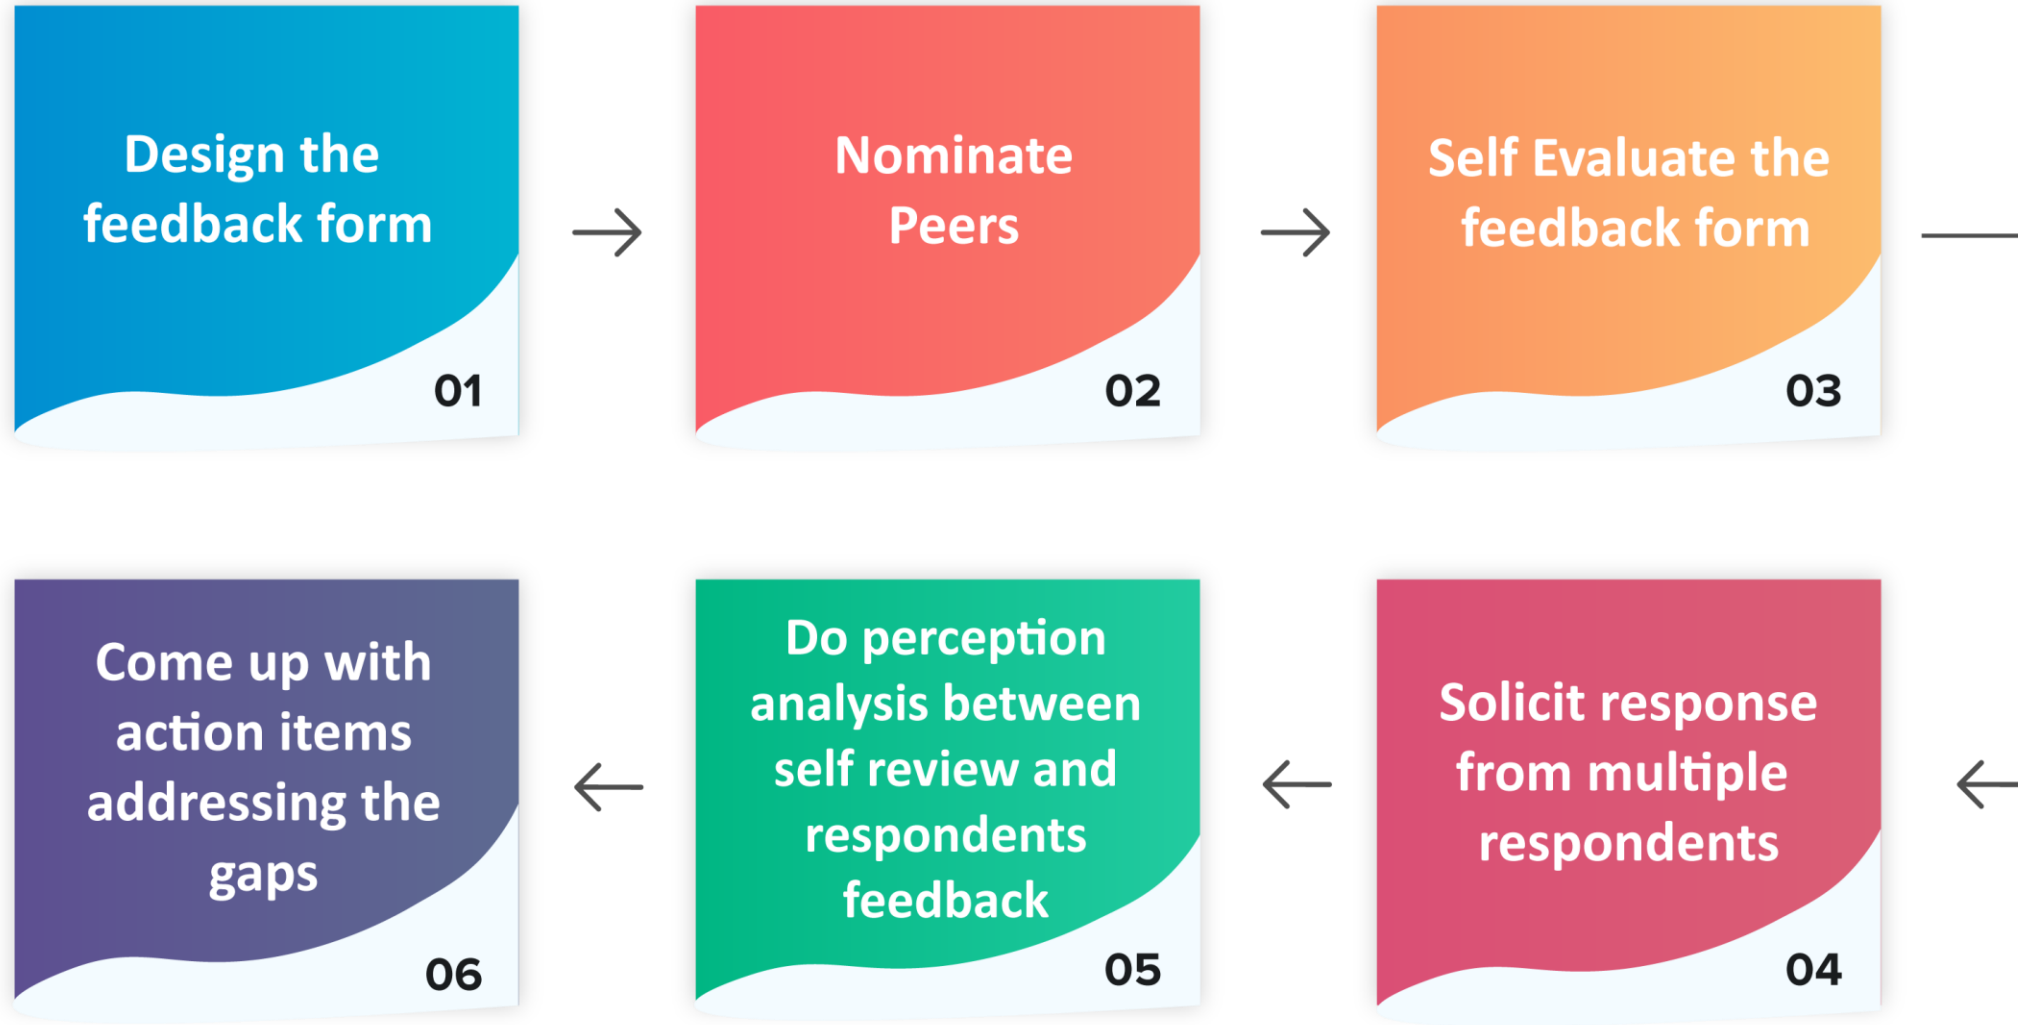 Design the
feedback form
01
Nominate
Peers
02
Self Evaluate the
feedback form
03
Solicit response
from multiple
respondents
04
Do perception
analysis between
self review and
respondents
feedback
05
Come up with
action items
addressing the
gaps
06